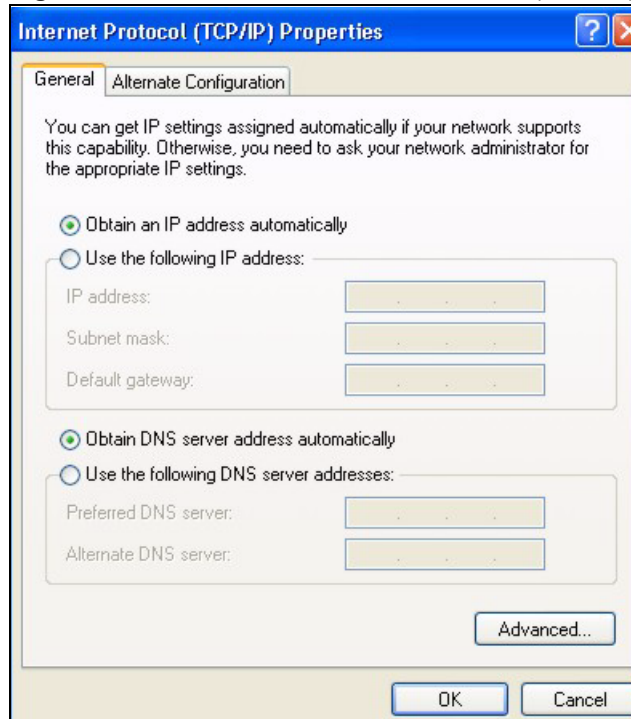 Internet Protocol (TCP/IP) Properties
General
Alternate Configuration
You can get IP settings assigned automatically if your network supports
this capability. Otherwise, you need to ask your network administrator for
the appropriate IP settings.
Obtain an IP address automatically
Use the following IP address:
IP address:
Subnet mask:
Default gateway:
Obtain DNS server address automatically
Use the following DNS server addresses:
Preferred DNS server:
Alternate DNS server:
Advanced...
OK
Cancel